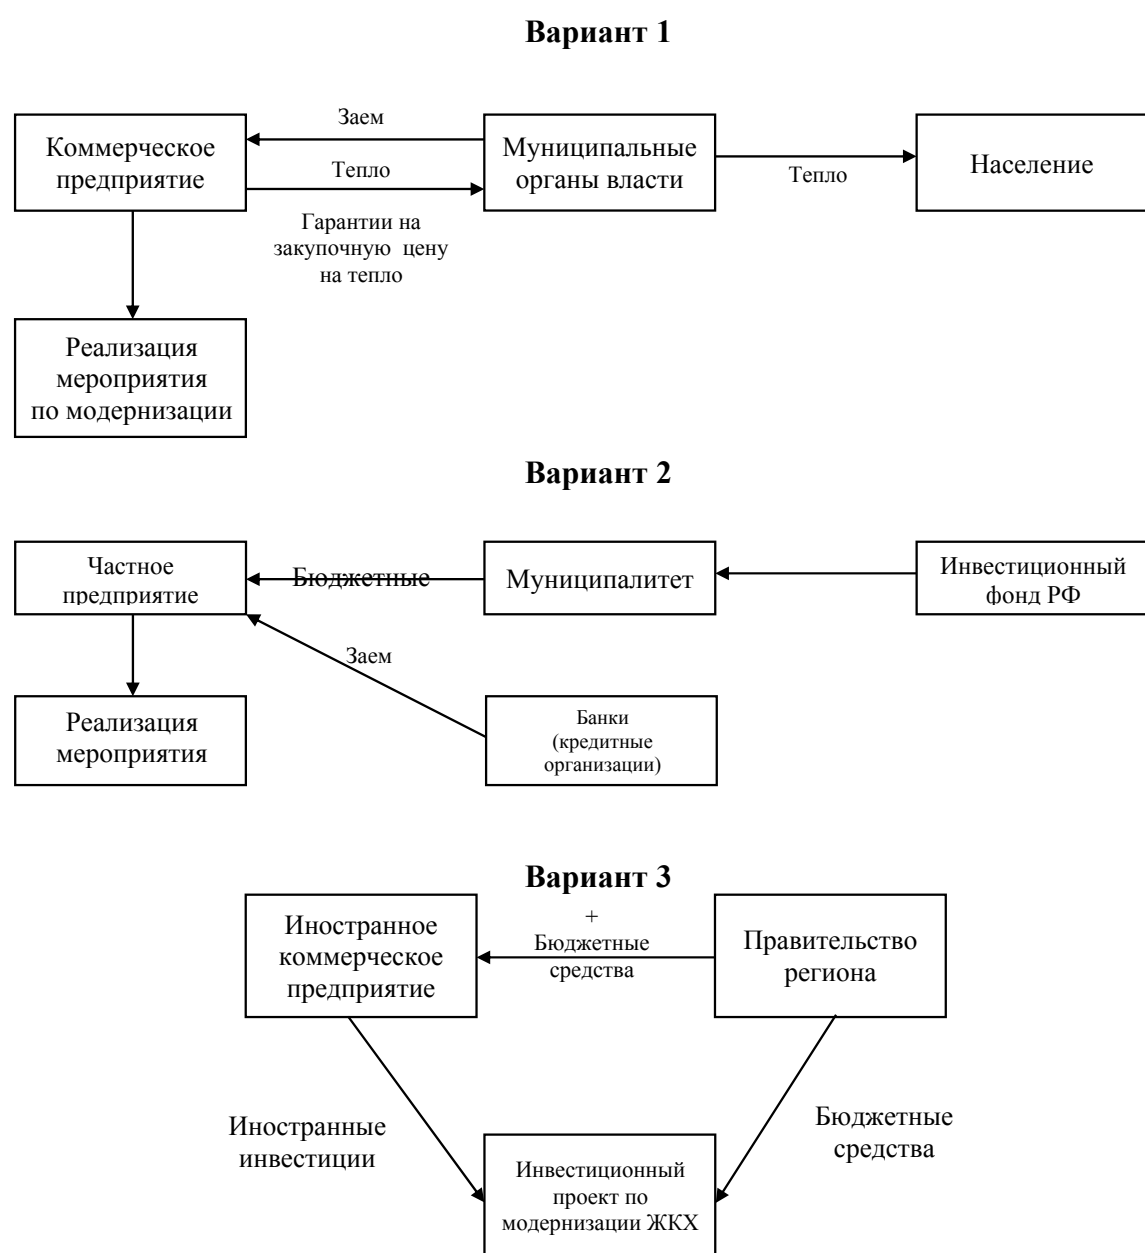 Вариант 1
Заем
Коммерческое
предприятие
Муниципальные
органы власти
Население
Тепло
Тепло
Гарантии на
закупочную цену
на тепло
Реализация
мероприятия
по модернизации
Вариант 2
Частное
предприятие
Бюджетные
Муниципалитет
Инвестиционный
фонд РФ
Заем
Реализация
мероприятия
Банки
(кредитные
организации)
Вариант 3
Иностранное
коммерческое
предприятие
+
Бюджетные
средства
Правительство
региона
Иностранные
инвестиции
Бюджетные
средства
Инвестиционный
проект по
модернизации ЖКХ